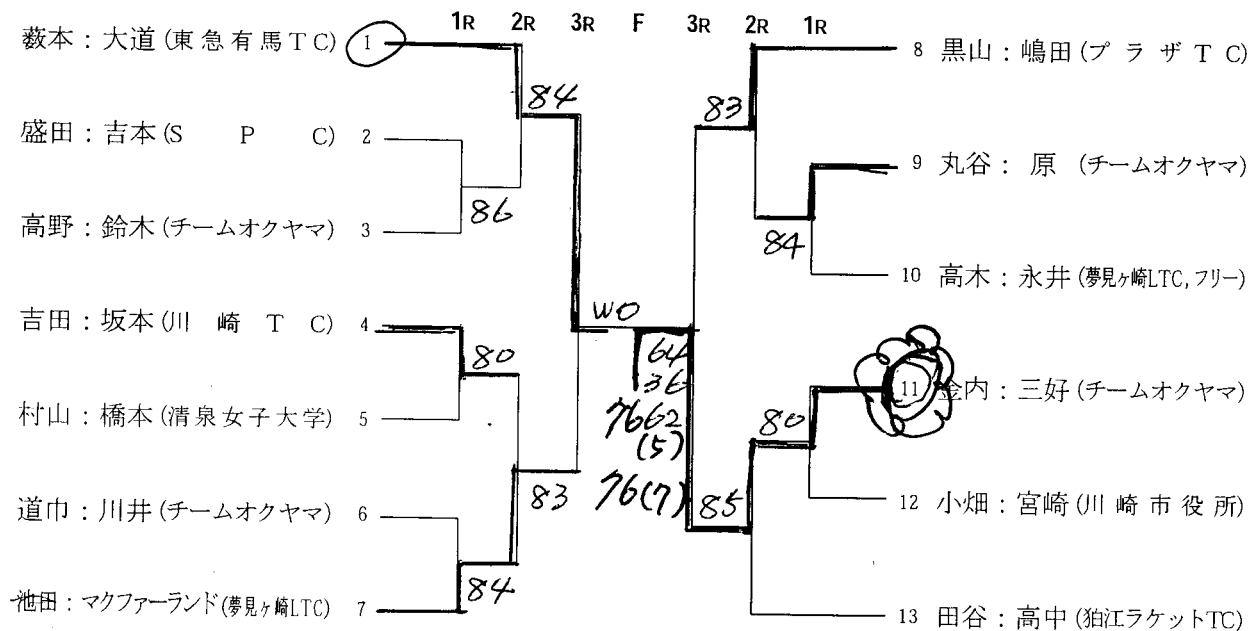 1R 2R 3R F 3R 2R 1R
藪本：大道(東急有馬TC) 1
盛田：吉本(SPC) 2
高野：鈴木(チームオクヤマ) 3
吉田：坂本(川崎TC) 4
村山：橋本(清泉女子大学) 5
道巾：川井(チームオクヤマ) 6
池田：マクファーランド(夢見ヶ崎LTC) 7
84
86
80
83
84
WO
64
36
7662
(5)
76(7)
8 黒山：嶋田(プラザTC)
9 丸谷：原(チームオクヤマ)
10 高木：永井(夢見ヶ崎LTC,フリー)
11 金内：三好(チームオクヤマ)
12 小畑：宮崎(川崎市役所)
13 田谷：高中(狛江ラケットTC)
83
84
80
85